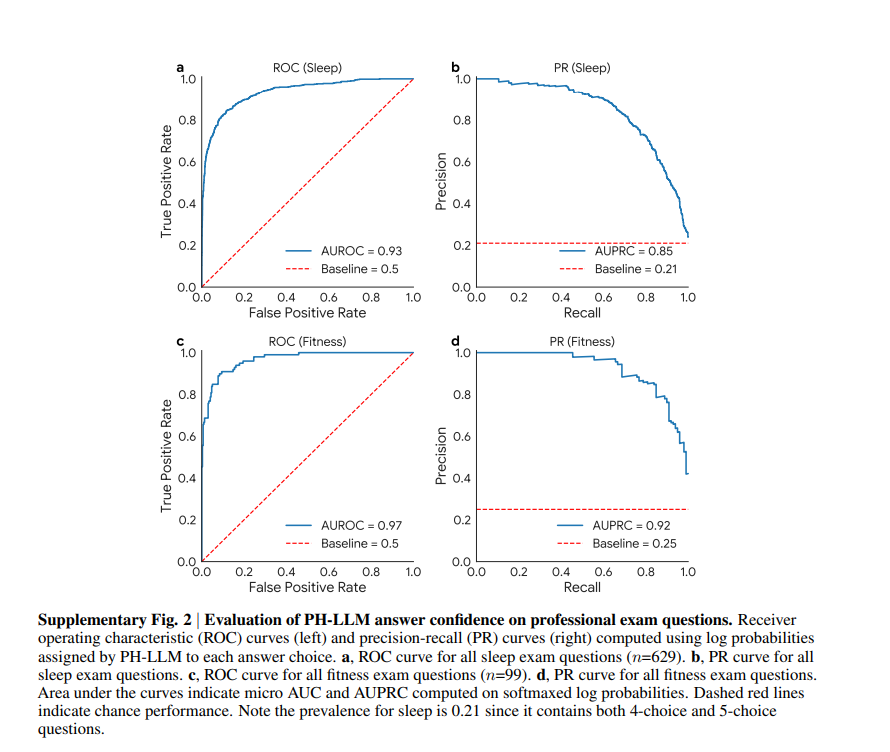 a
ROC (Sleep)
1.0
0.8
0.6
0.4
0.2
0.0
True Positive Rate
0.0 0.2 0.4 0.6 0.8 1.0
False Positive Rate
AUROC = 0.93
Baseline = 0.5
b
PR (Sleep)
1.0
0.8
0.6
0.4
0.2
0.0
Precision
0.0 0.2 0.4 0.6 0.8 1.0
Recall
AUPRC = 0.85
Baseline = 0.21
c
ROC (Fitness)
1.0
0.8
0.6
0.4
0.2
0.0
True Positive Rate
0.0 0.2 0.4 0.6 0.8 1.0
False Positive Rate
AUROC = 0.97
Baseline = 0.5
d
PR (Fitness)
1.0
0.8
0.6
0.4
0.2
0.0
Precision
0.0 0.2 0.4 0.6 0.8 1.0
Recall
AUPRC = 0.92
Baseline = 0.25
Supplementary Fig. 2 | Evaluation of PH-LLM answer confidence on professional exam questions. Receiver
operating characteristic (ROC) curves (left) and precision-recall (PR) curves (right) computed using log probabilities
assigned by PH-LLM to each answer choice. a, ROC curve for all sleep exam questions (n=629). b, PR curve for all
sleep exam questions. c, ROC curve for all fitness exam questions (n=99). d, PR curve for all fitness exam questions.
Area under the curves indicate micro AUC and AUPRC computed on softmaxed log probabilities. Dashed red lines
indicate chance performance. Note the prevalence for sleep is 0.21 since it contains both 4-choice and 5-choice
questions.